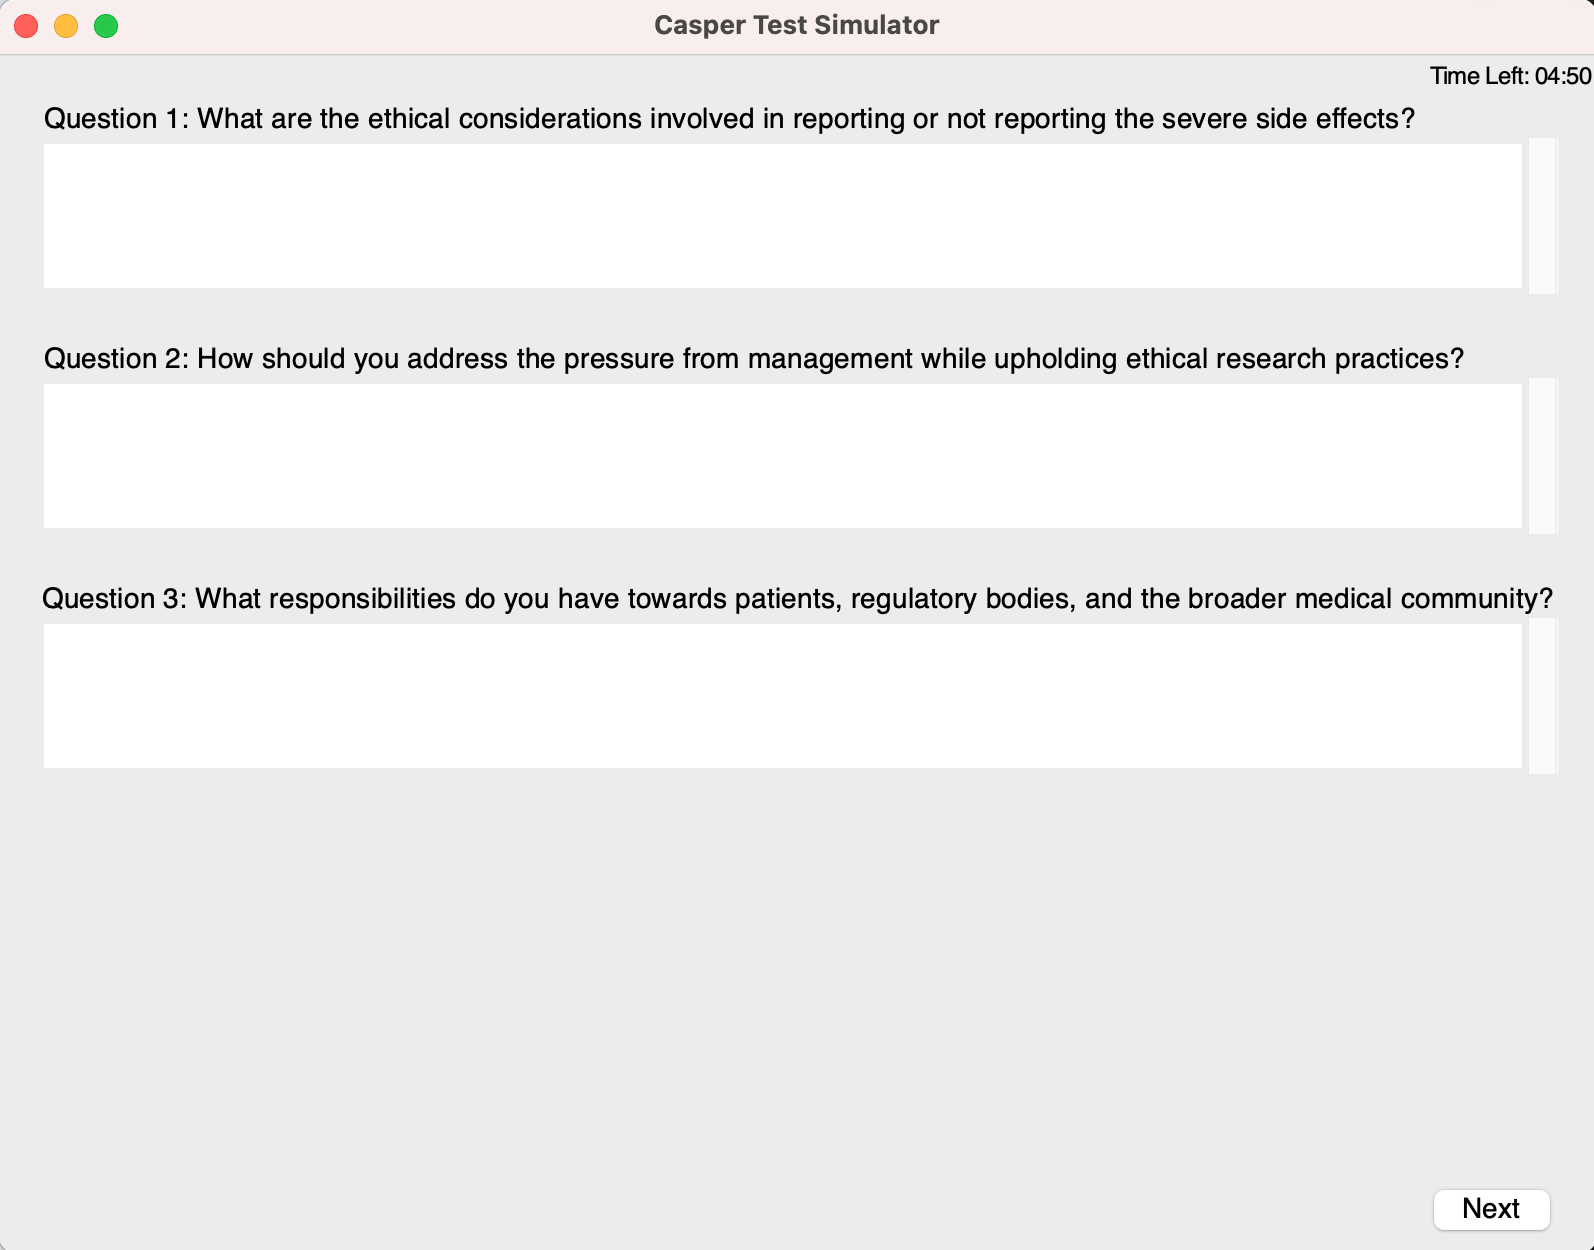 Casper Test Simulator
Time Left: 04:50
Question 1: What are the ethical considerations involved in reporting or not reporting the severe side effects?
Question 2: How should you address the pressure from management while upholding ethical research practices?
Question 3: What responsibilities do you have towards patients, regulatory bodies, and the broader medical community?
Next